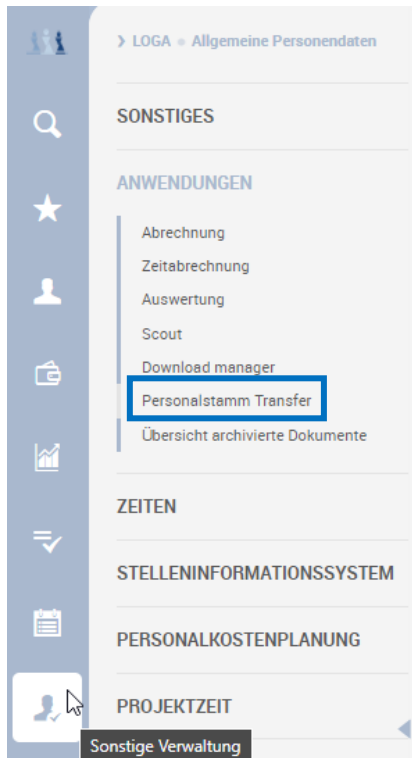 ❯ LOGA • Allgemeine Personendaten
SONSTIGES
ANWENDUNGEN
Abrechnung
Zeitabrechnung
Auswertung
Scout
Download manager
Personalstamm Transfer
Übersicht archivierte Dokumente
ZEITEN
STELLENINFORMATIONSSYSTEM
PERSONALKOSTENPLANUNG
PROJEKTZEIT
Sonstige Verwaltung